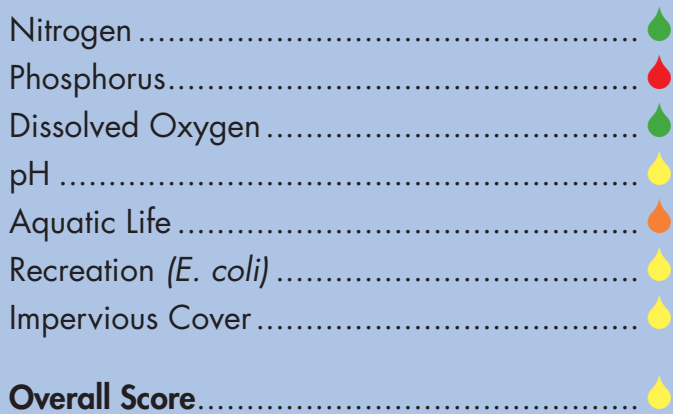 Nitrogen ........................................................
Phosphorus.....................................................
Dissolved Oxygen ..........................................
pH .................................................................
Aquatic Life ....................................................
Recreation (E. coli) .........................................
Impervious Cover ...........................................
Overall Score..................................................